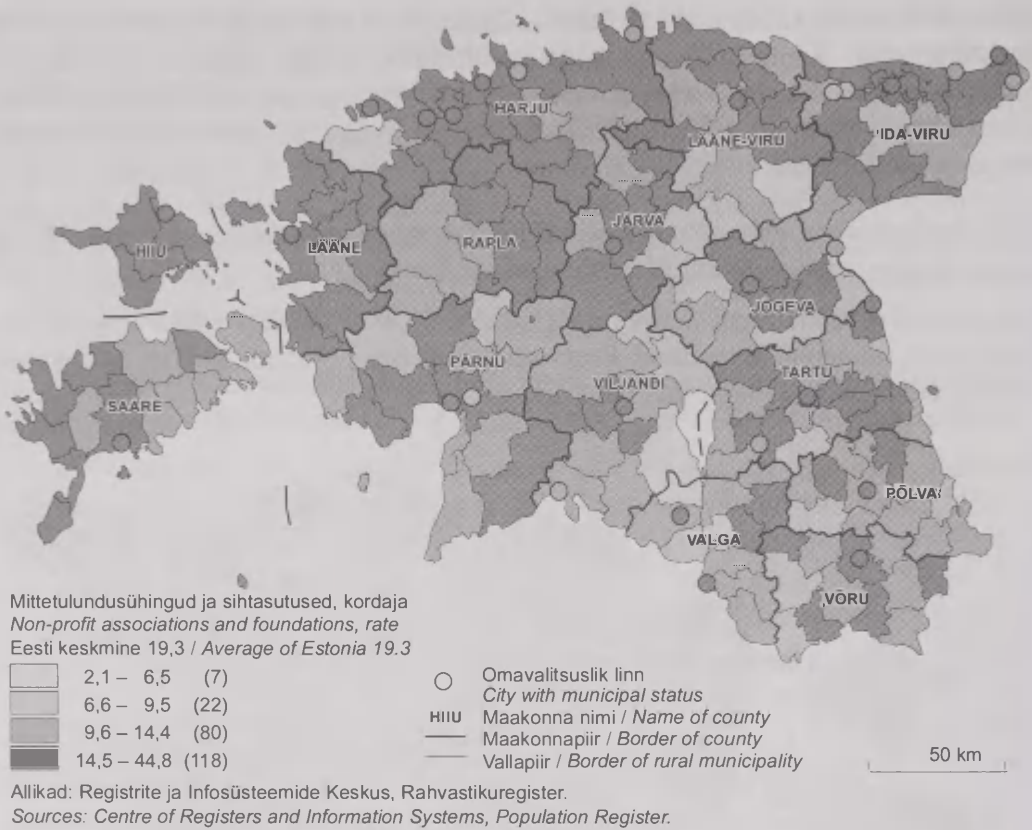 HARJU
LÄÄNE-VIRU
IDA-VIRU
HIIU
LÄÄNE
RAPLA
JÄRVA
JÕGEVA
PÄRNU
VILJANDI
TARTU
SAARE
PÕLVA
VALGA
VÕRU
Mittetulundusühingud ja sihtasutused, kordaja
Non-profit associations and foundations, rate
Eesti keskmine 19,3 / Average of Estonia 19.3
2,1 – 6,5 (7)
6,6 – 9,5 (22)
9,6 – 14,4 (80)
14,5 – 44,8 (118)
Omavalitsuslik linn
City with municipal status
HIIU Maakonna nimi / Name of county
Maakonnapiir / Border of county
Vallapiir / Border of rural municipality
50 km
Allikad: Registrite ja Infosüsteemide Keskus, Rahvastikuregister.
Sources: Centre of Registers and Information Systems, Population Register.